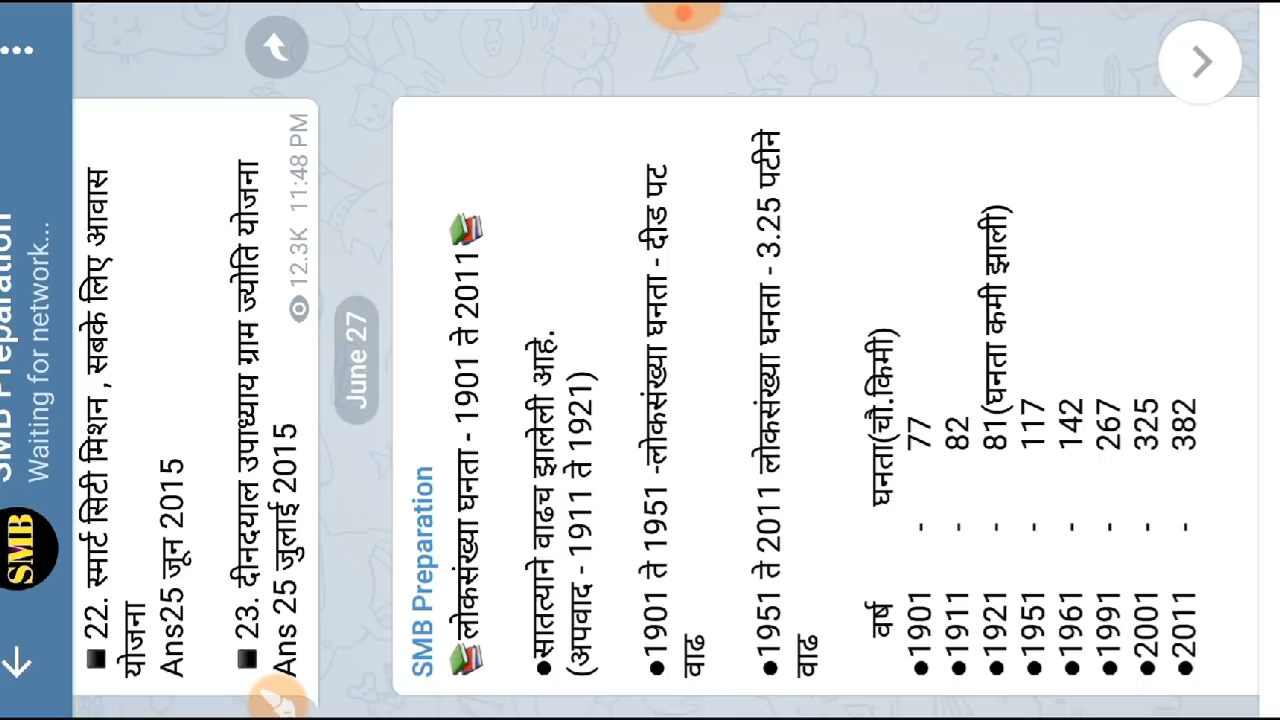 SMB Preparation
Waiting for network...
SMB
■ 22. स्मार्ट सिटी मिशन , सबके लिए आवास
योजना
Ans25 जून 2015
■ 23. दीनदयाल उपाध्याय ग्राम ज्योति योजना
Ans 25 जुलाई 2015
12.3K 11:48 PM
June 27
SMB Preparation
📚लोकसंख्या घनता - 1901 ते 2011📚
●सातत्याने वाढच झालेली आहे.
(अपवाद - 1911 ते 1921)
●1901 ते 1951 -लोकसंख्या घनता - दीड पट
वाढ
●1951 ते 2011 लोकसंख्या घनता - 3.25 पटीने
वाढ
वर्ष घनता(चौ.किमी)
●1901 - 77
●1911 - 82
●1921 - 81(घनता कमी झाली)
●1951 - 117
●1961 - 142
●1991 - 267
●2001 - 325
●2011 - 382